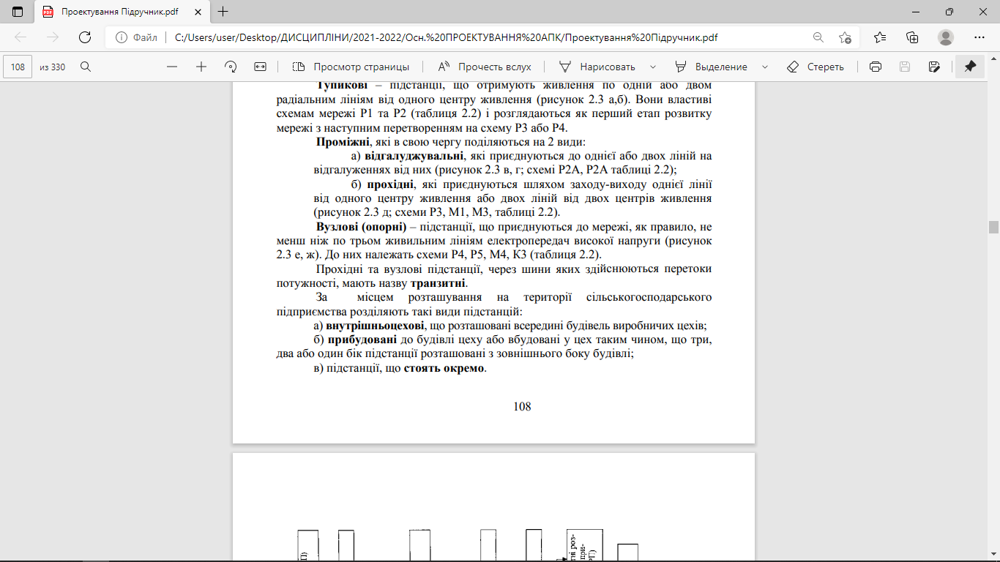 Проектування Підручник.pdf
Файл
C:/Users/user/Desktop/ДИСЦИПЛІНИ/2021-2022/Осн.%20ПРОЕКТУВАННЯ%20АПК/Проектування%20Підручник.pdf
108 из 330
Просмотр страницы
Прочесть вслух
Нарисовать
Выделение
Стереть
Тупикові – підстанції, що отримують живлення по одній або двом
радіальним лініям від одного центру живлення (рисунок 2.3 а,б). Вони властиві
схемам мережі Р1 та Р2 (таблиця 2.2) і розглядаються як перший етап розвитку
мережі з наступним перетворенням на схему Р3 або Р4.
Проміжні, які в свою чергу поділяються на 2 види:
а) відгалуджувальні, які приєднуються до однієї або двох ліній на
відгалуженнях від них (рисунок 2.3 в, г; схемі Р2А, Р2А таблиці 2.2);
б) прохідні, які приєднуються шляхом заходу-виходу однієї лінії
від одного центру живлення або двох ліній від двох центрів живлення
(рисунок 2.3 д; схеми Р3, М1, М3, таблиці 2.2).
Вузлові (опорні) – підстанції, що приєднуються до мережі, як правило, не
менш ніж по трьом живильним лініям електропередач високої напруги (рисунок
2.3 е, ж). До них належать схеми Р4, Р5, М4, К3 (таблиця 2.2).
Прохідні та вузлові підстанції, через шини яких здійснюються перетоки
потужності, мають назву транзитні.
За місцем розташування на території сільськогосподарського
підприємства розділяють такі види підстанцій:
а) внутрішньоцехові, що розташовані всередині будівель виробничих цехів;
б) прибудовані до будівлі цеху або вбудовані у цех таким чином, що три,
два або один бік підстанції розташовані з зовнішнього боку будівлі;
в) підстанції, що стоять окремо.
108